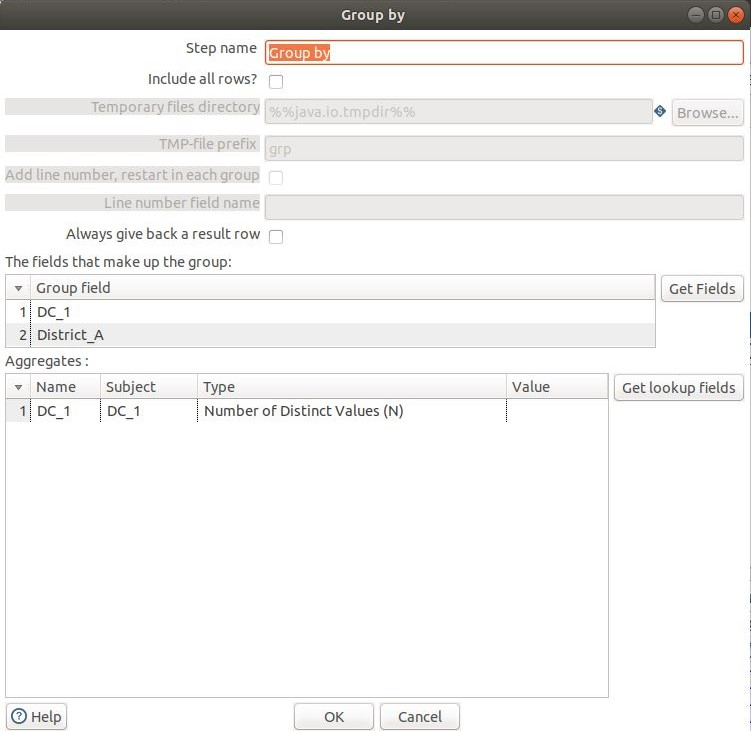 Group by
Step name Group by
Include all rows?
Temporary files directory %%java.io.tmpdir%% Browse...
TMP-file prefix grp
Add line number, restart in each group
Line number field name
Always give back a result row
The fields that make up the group:
Group field Get Fields
1 DC_1
2 District_A
Aggregates :
Name Subject Type Value Get lookup fields
1 DC_1 DC_1 Number of Distinct Values (N)
Help OK Cancel